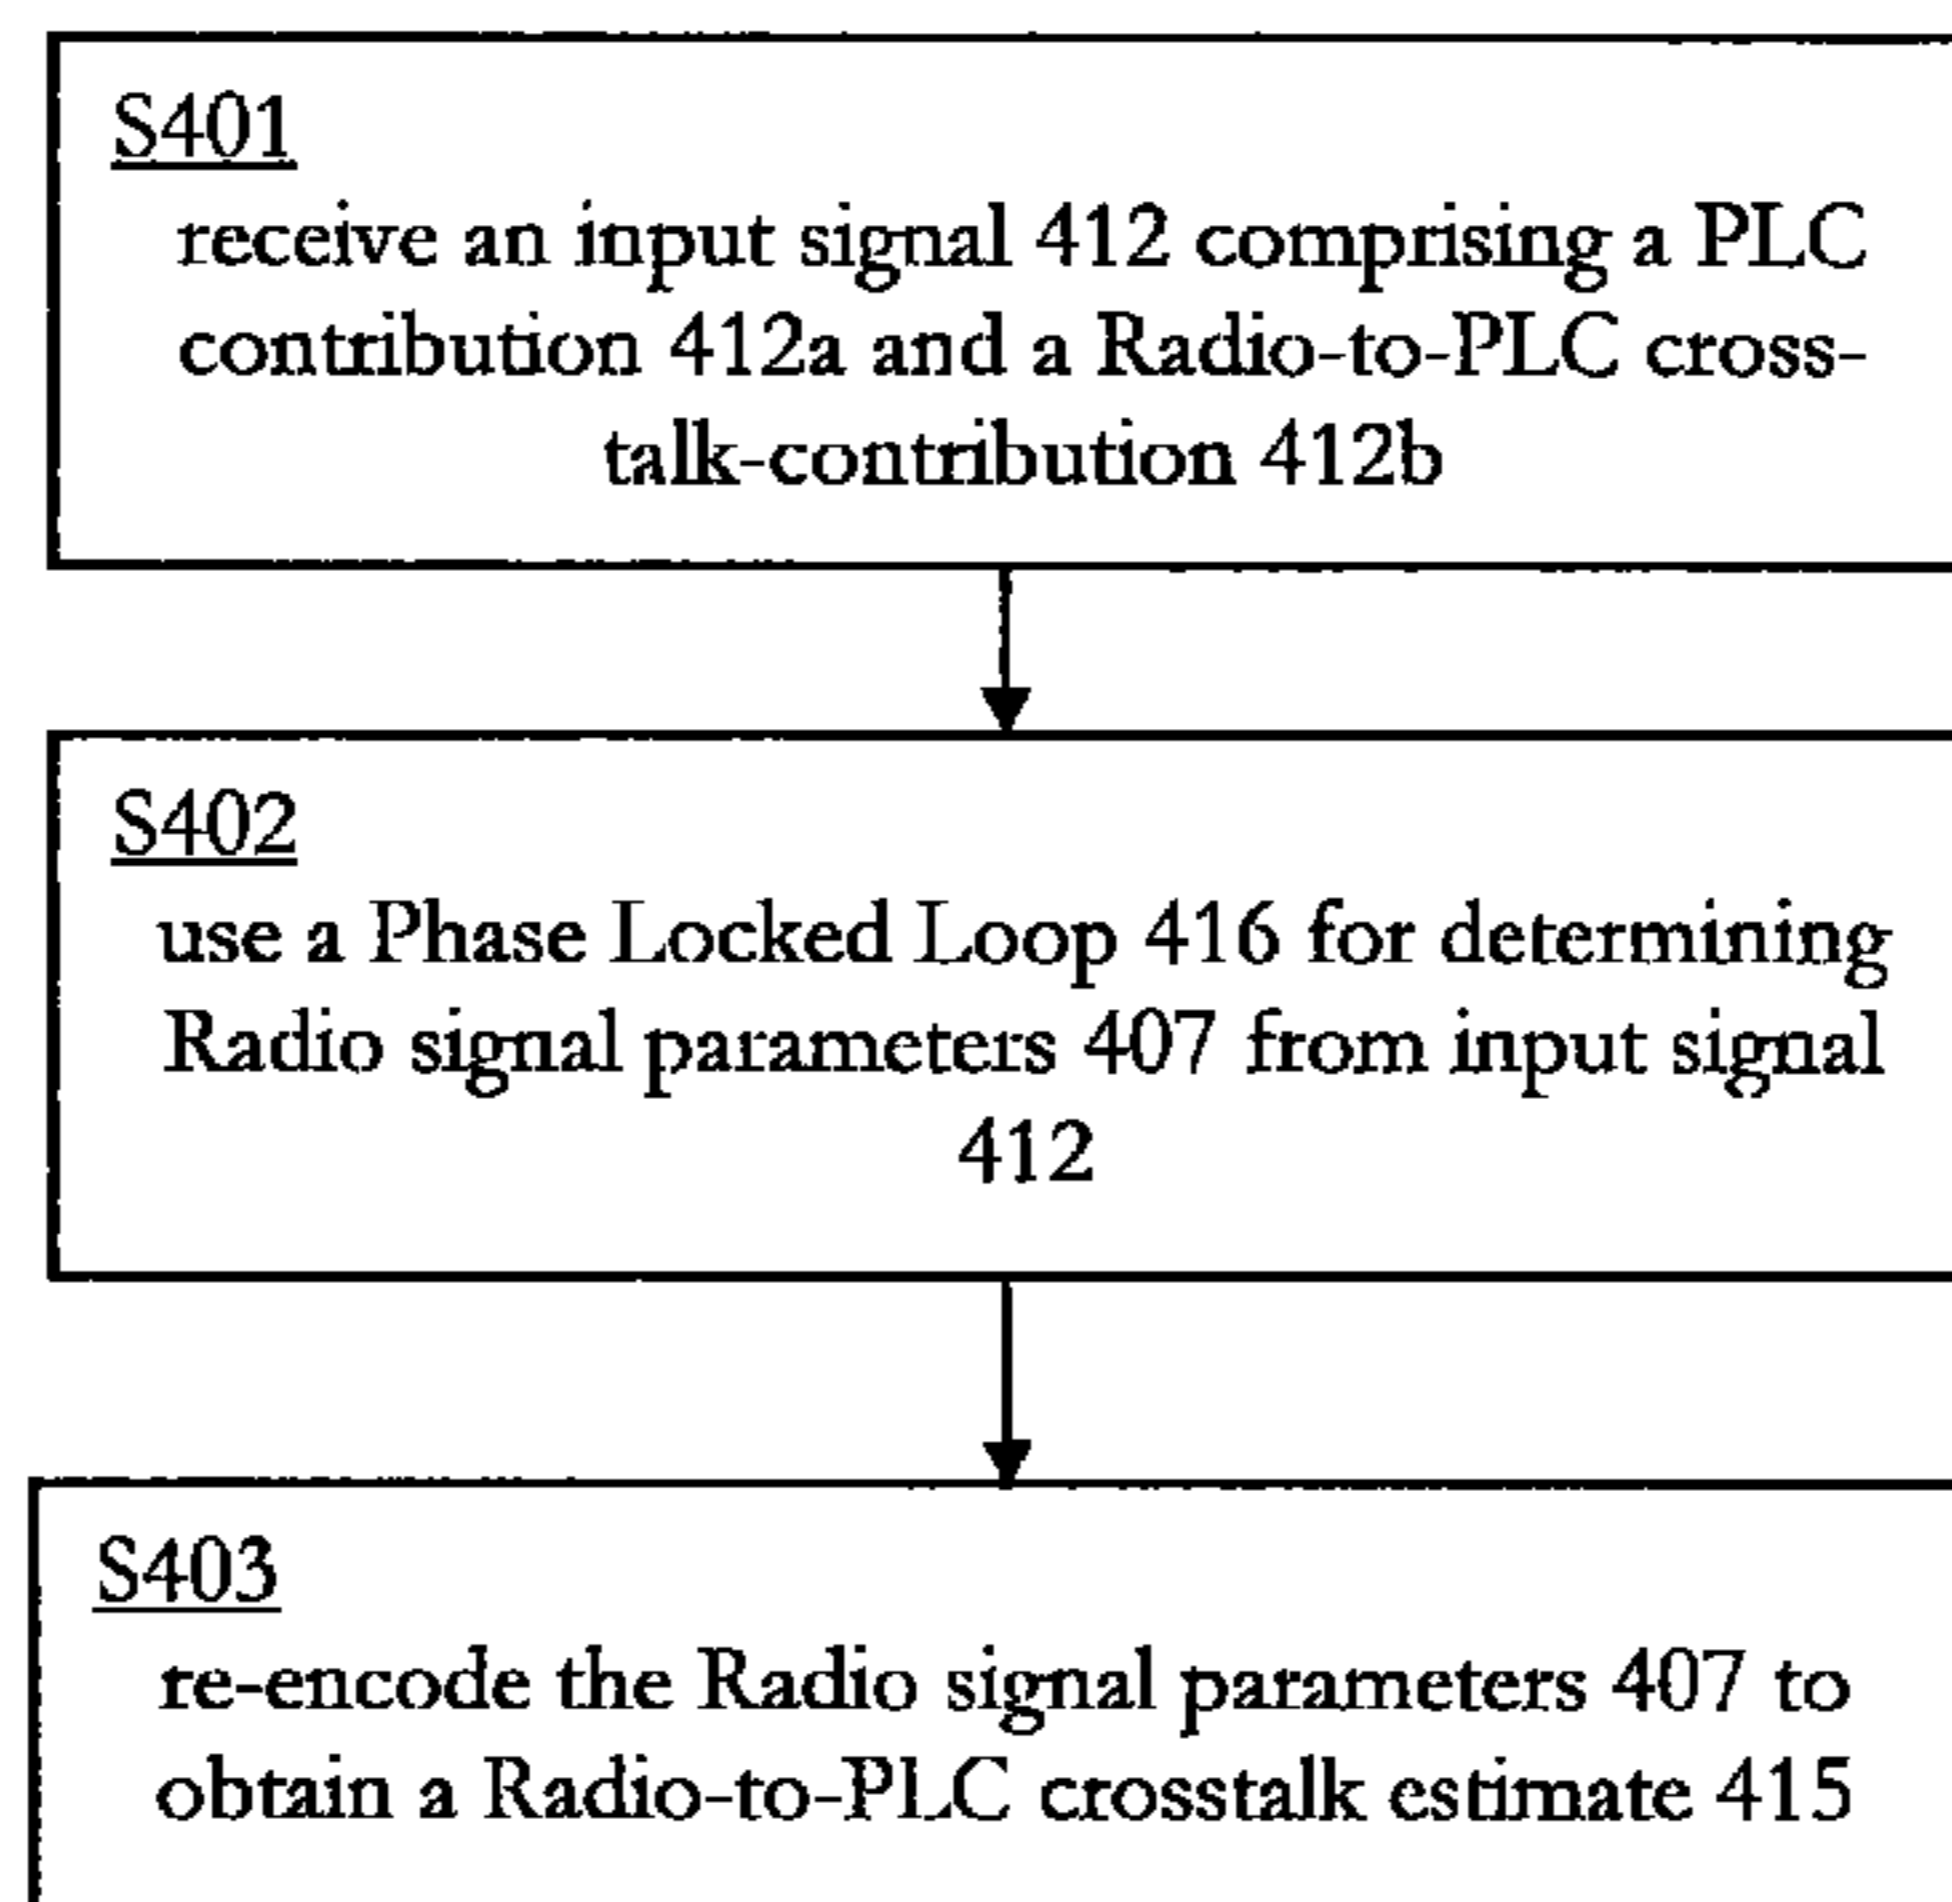 S401
receive an input signal 412 comprising a PLC
contribution 412a and a Radio-to-PLC cross-
talk-contribution 412b
S402
use a Phase Locked Loop 416 for determining
Radio signal parameters 407 from input signal
412
S403
re-encode the Radio signal parameters 407 to
obtain a Radio-to-PLC crosstalk estimate 415